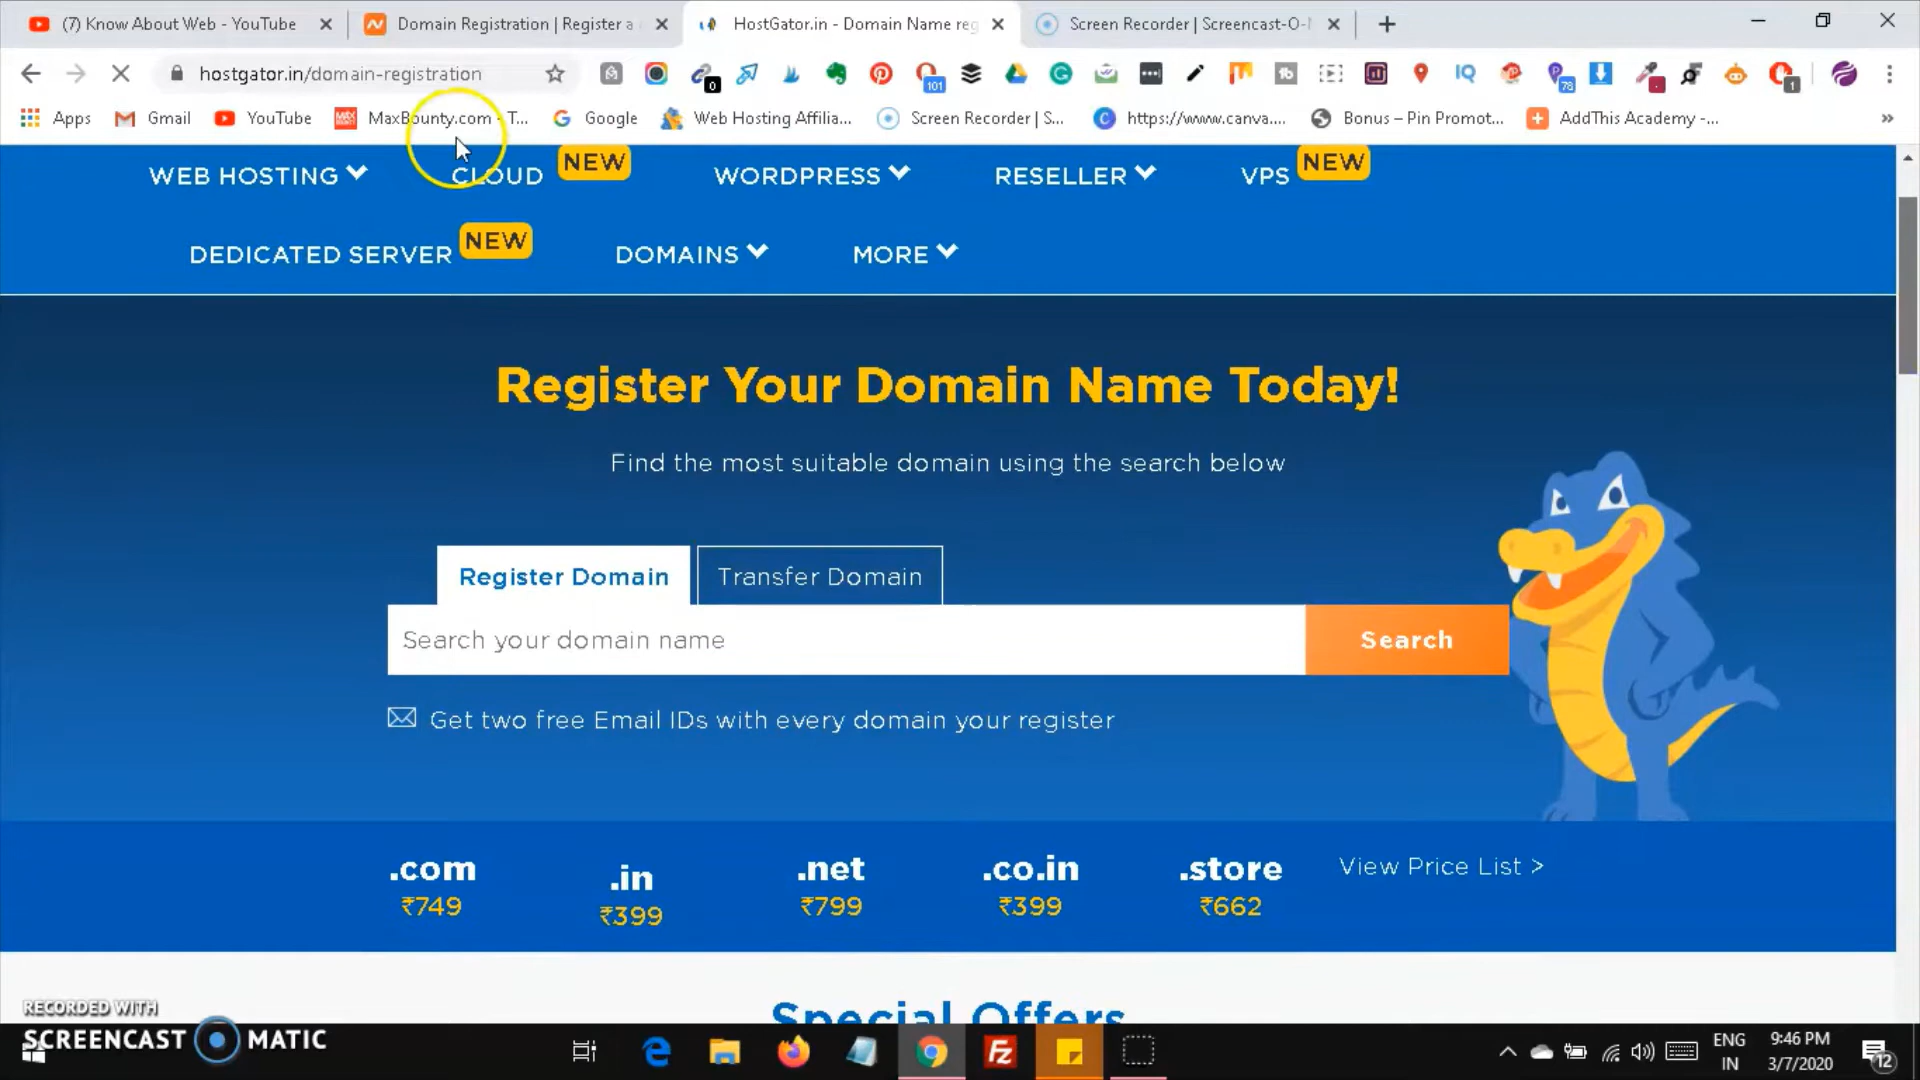 (7) Know About Web - YouTube
Domain Registration | Register a
HostGator.in - Domain Name reg
Screen Recorder | Screencast-O-
hostgator.in/domain-registration
0
101
78
1
Apps
Gmail
YouTube
MaxBounty.com - T...
Google
Web Hosting Affilia...
Screen Recorder | S...
https://www.canva....
Bonus – Pin Promot...
AddThis Academy -...
WEB HOSTING
CLOUD
NEW
WORDPRESS
RESELLER
VPS
NEW
DEDICATED SERVER
NEW
DOMAINS
MORE
Register Your Domain Name Today!
Find the most suitable domain using the search below
Register Domain
Transfer Domain
Search your domain name
Search
Get two free Email IDs with every domain your register
.com
₹749
.in
₹399
.net
₹799
.co.in
₹399
.store
₹662
View Price List >
Special Offers
RECORDED WITH
SCREENCAST MATIC
ENG
IN
9:46 PM
3/7/2020
12